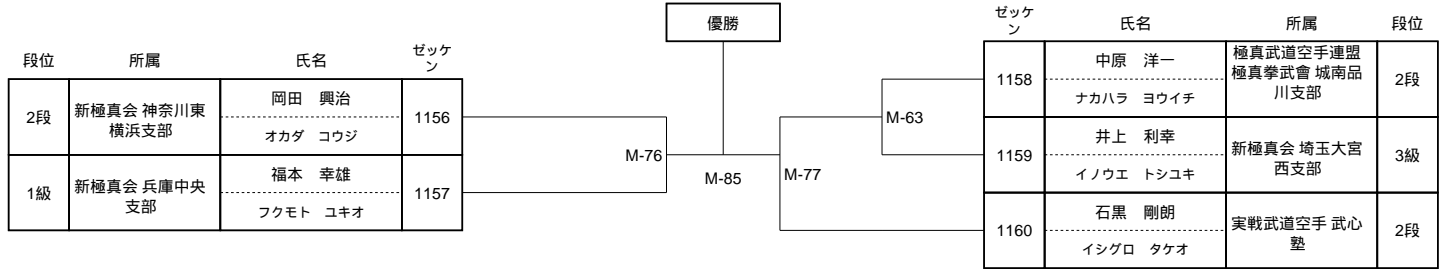 優勝
段位
所属
氏名
ゼッケ
ン
2段
新極真会 神奈川東
横浜支部
岡田　興治
オカダ　コウジ
1156
1級
新極真会 兵庫中央
支部
福本　幸雄
フクモト　ユキオ
1157
M-76
M-85
M-77
M-63
ゼッケ
ン
氏名
所属
段位
1158
中原　洋一
ナカハラ　ヨウイチ
極真武道空手連盟
極真拳武會 城南品
川支部
2段
1159
井上　利幸
イノウエ　トシユキ
新極真会 埼玉大宮
西支部
3級
1160
石黒　剛朗
イシグロ　タケオ
実戦武道空手 武心
塾
2段